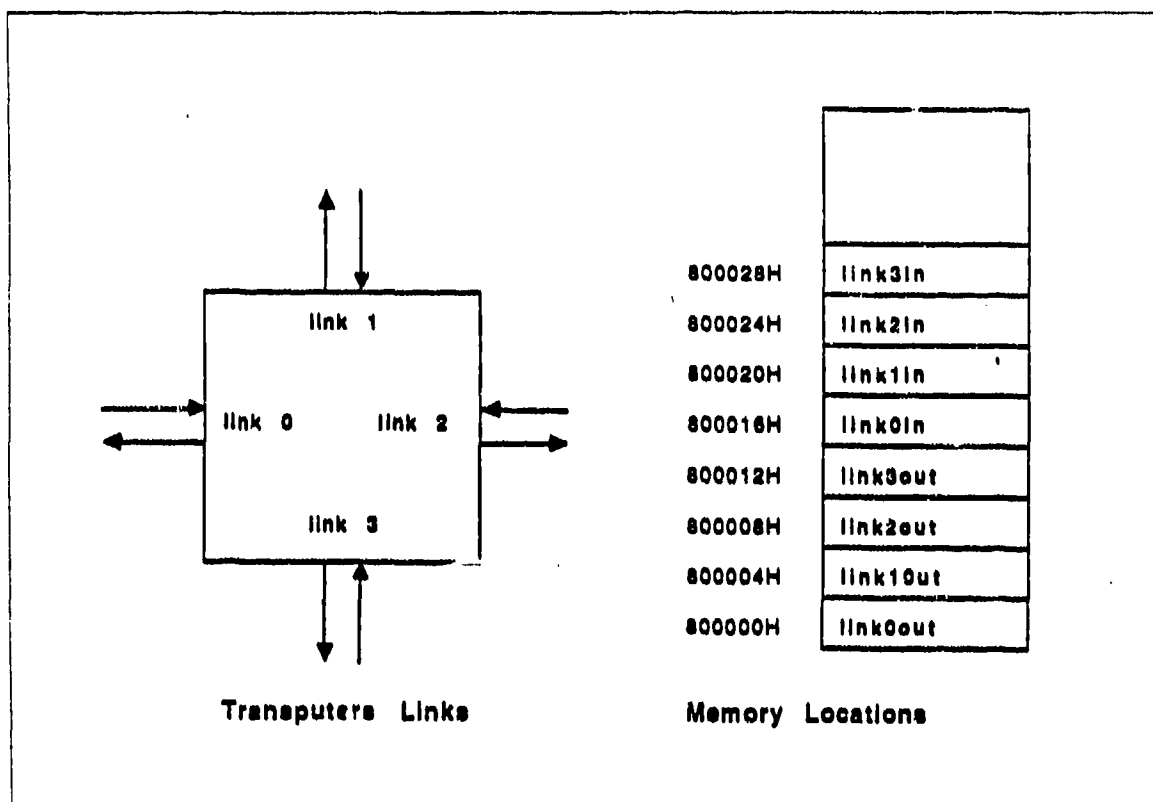 link 1
link 0
link 2
link 3
Transputers Links
800028H link3in
800024H link2in
800020H link1in
800016H link0in
800012H link3out
800008H link2out
800004H link10ut
800000H link0out
Memory Locations